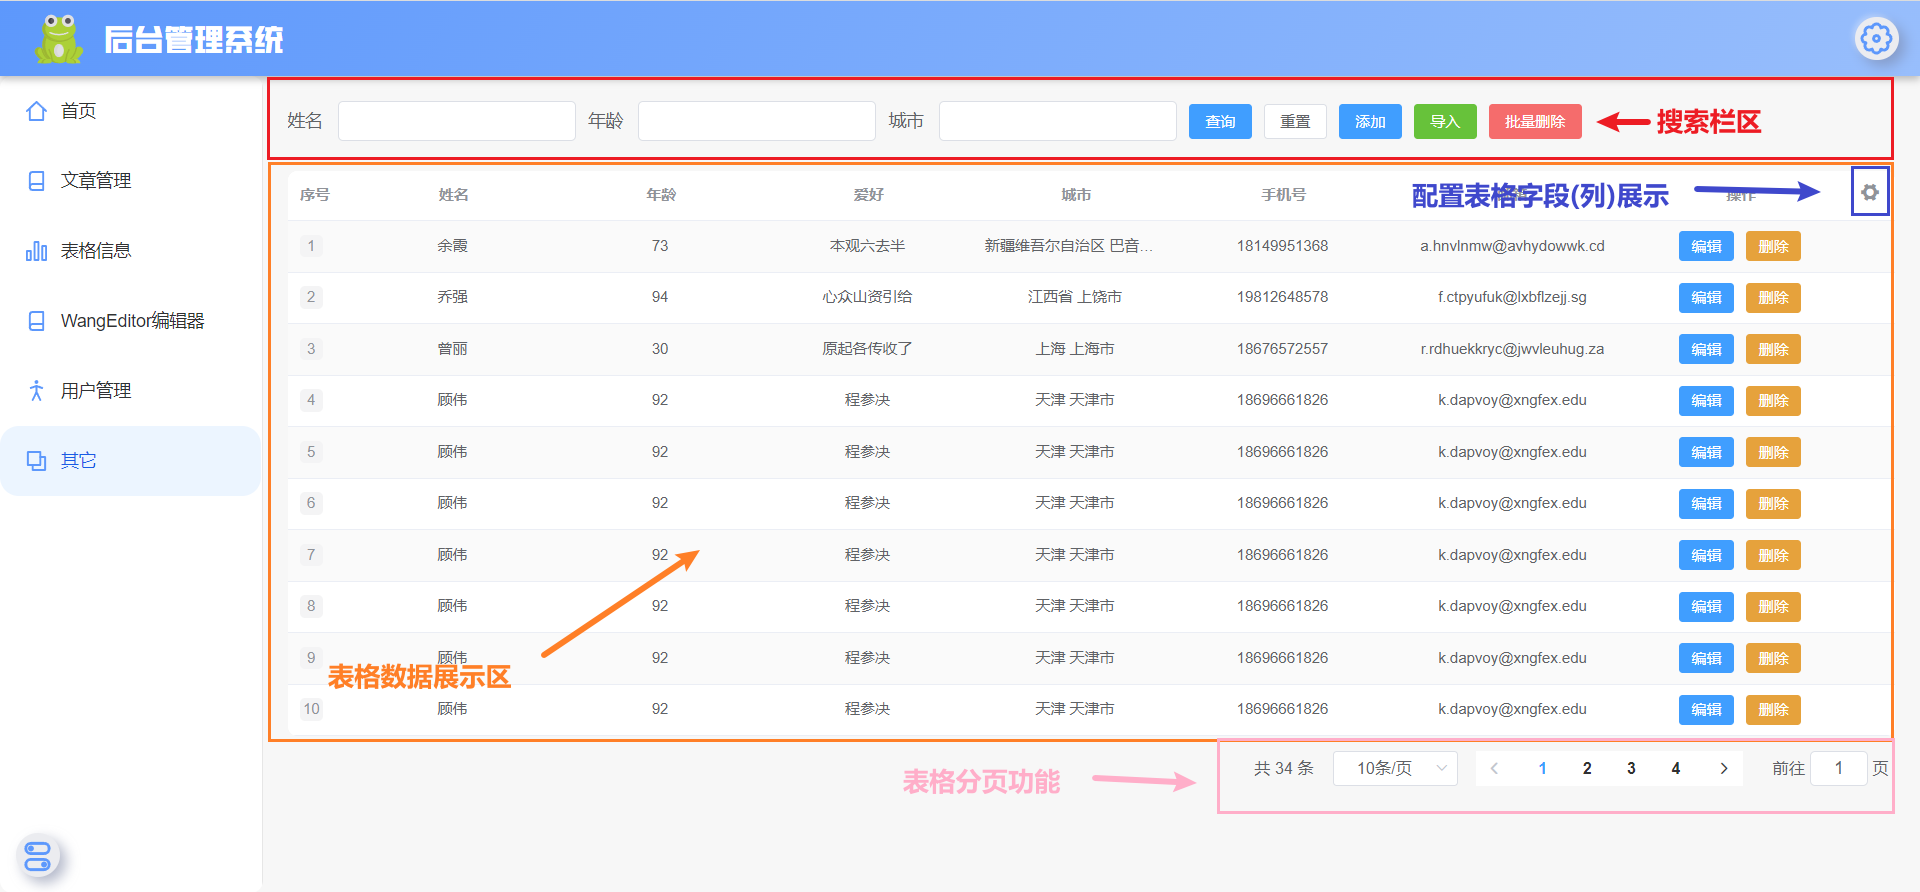 后台管理系统
首页
文章管理
表格信息
WangEditor编辑器
用户管理
其它
姓名 年龄 城市 查询 重置 添加 导入 批量删除 搜索栏区
序号 姓名 年龄 爱好 城市 手机号 操作
配置表格字段(列)展示
1 余霞 73 本观六去半 新疆维吾尔自治区 巴音... 18149951368 a.hnvlnmw@avhydowwk.cd 编辑 删除
2 乔强 94 心众山资引给 江西省 上饶市 19812648578 f.ctpyufuk@lxbflzejj.sg 编辑 删除
3 曾丽 30 原起各传收了 上海 上海市 18676572557 r.rdhuekkryc@jwvleuhug.za 编辑 删除
4 顾伟 92 程参决 天津 天津市 18696661826 k.dapvoy@xngfex.edu 编辑 删除
5 顾伟 92 程参决 天津 天津市 18696661826 k.dapvoy@xngfex.edu 编辑 删除
6 顾伟 92 程参决 天津 天津市 18696661826 k.dapvoy@xngfex.edu 编辑 删除
7 顾伟 92 程参决 天津 天津市 18696661826 k.dapvoy@xngfex.edu 编辑 删除
8 顾伟 92 程参决 天津 天津市 18696661826 k.dapvoy@xngfex.edu 编辑 删除
9 顾伟 92 程参决 天津 天津市 18696661826 k.dapvoy@xngfex.edu 编辑 删除
表格数据展示区
10 顾伟 92 程参决 天津 天津市 18696661826 k.dapvoy@xngfex.edu 编辑 删除
表格分页功能
共 34 条 10条/页 1 2 3 4 前往 1 页